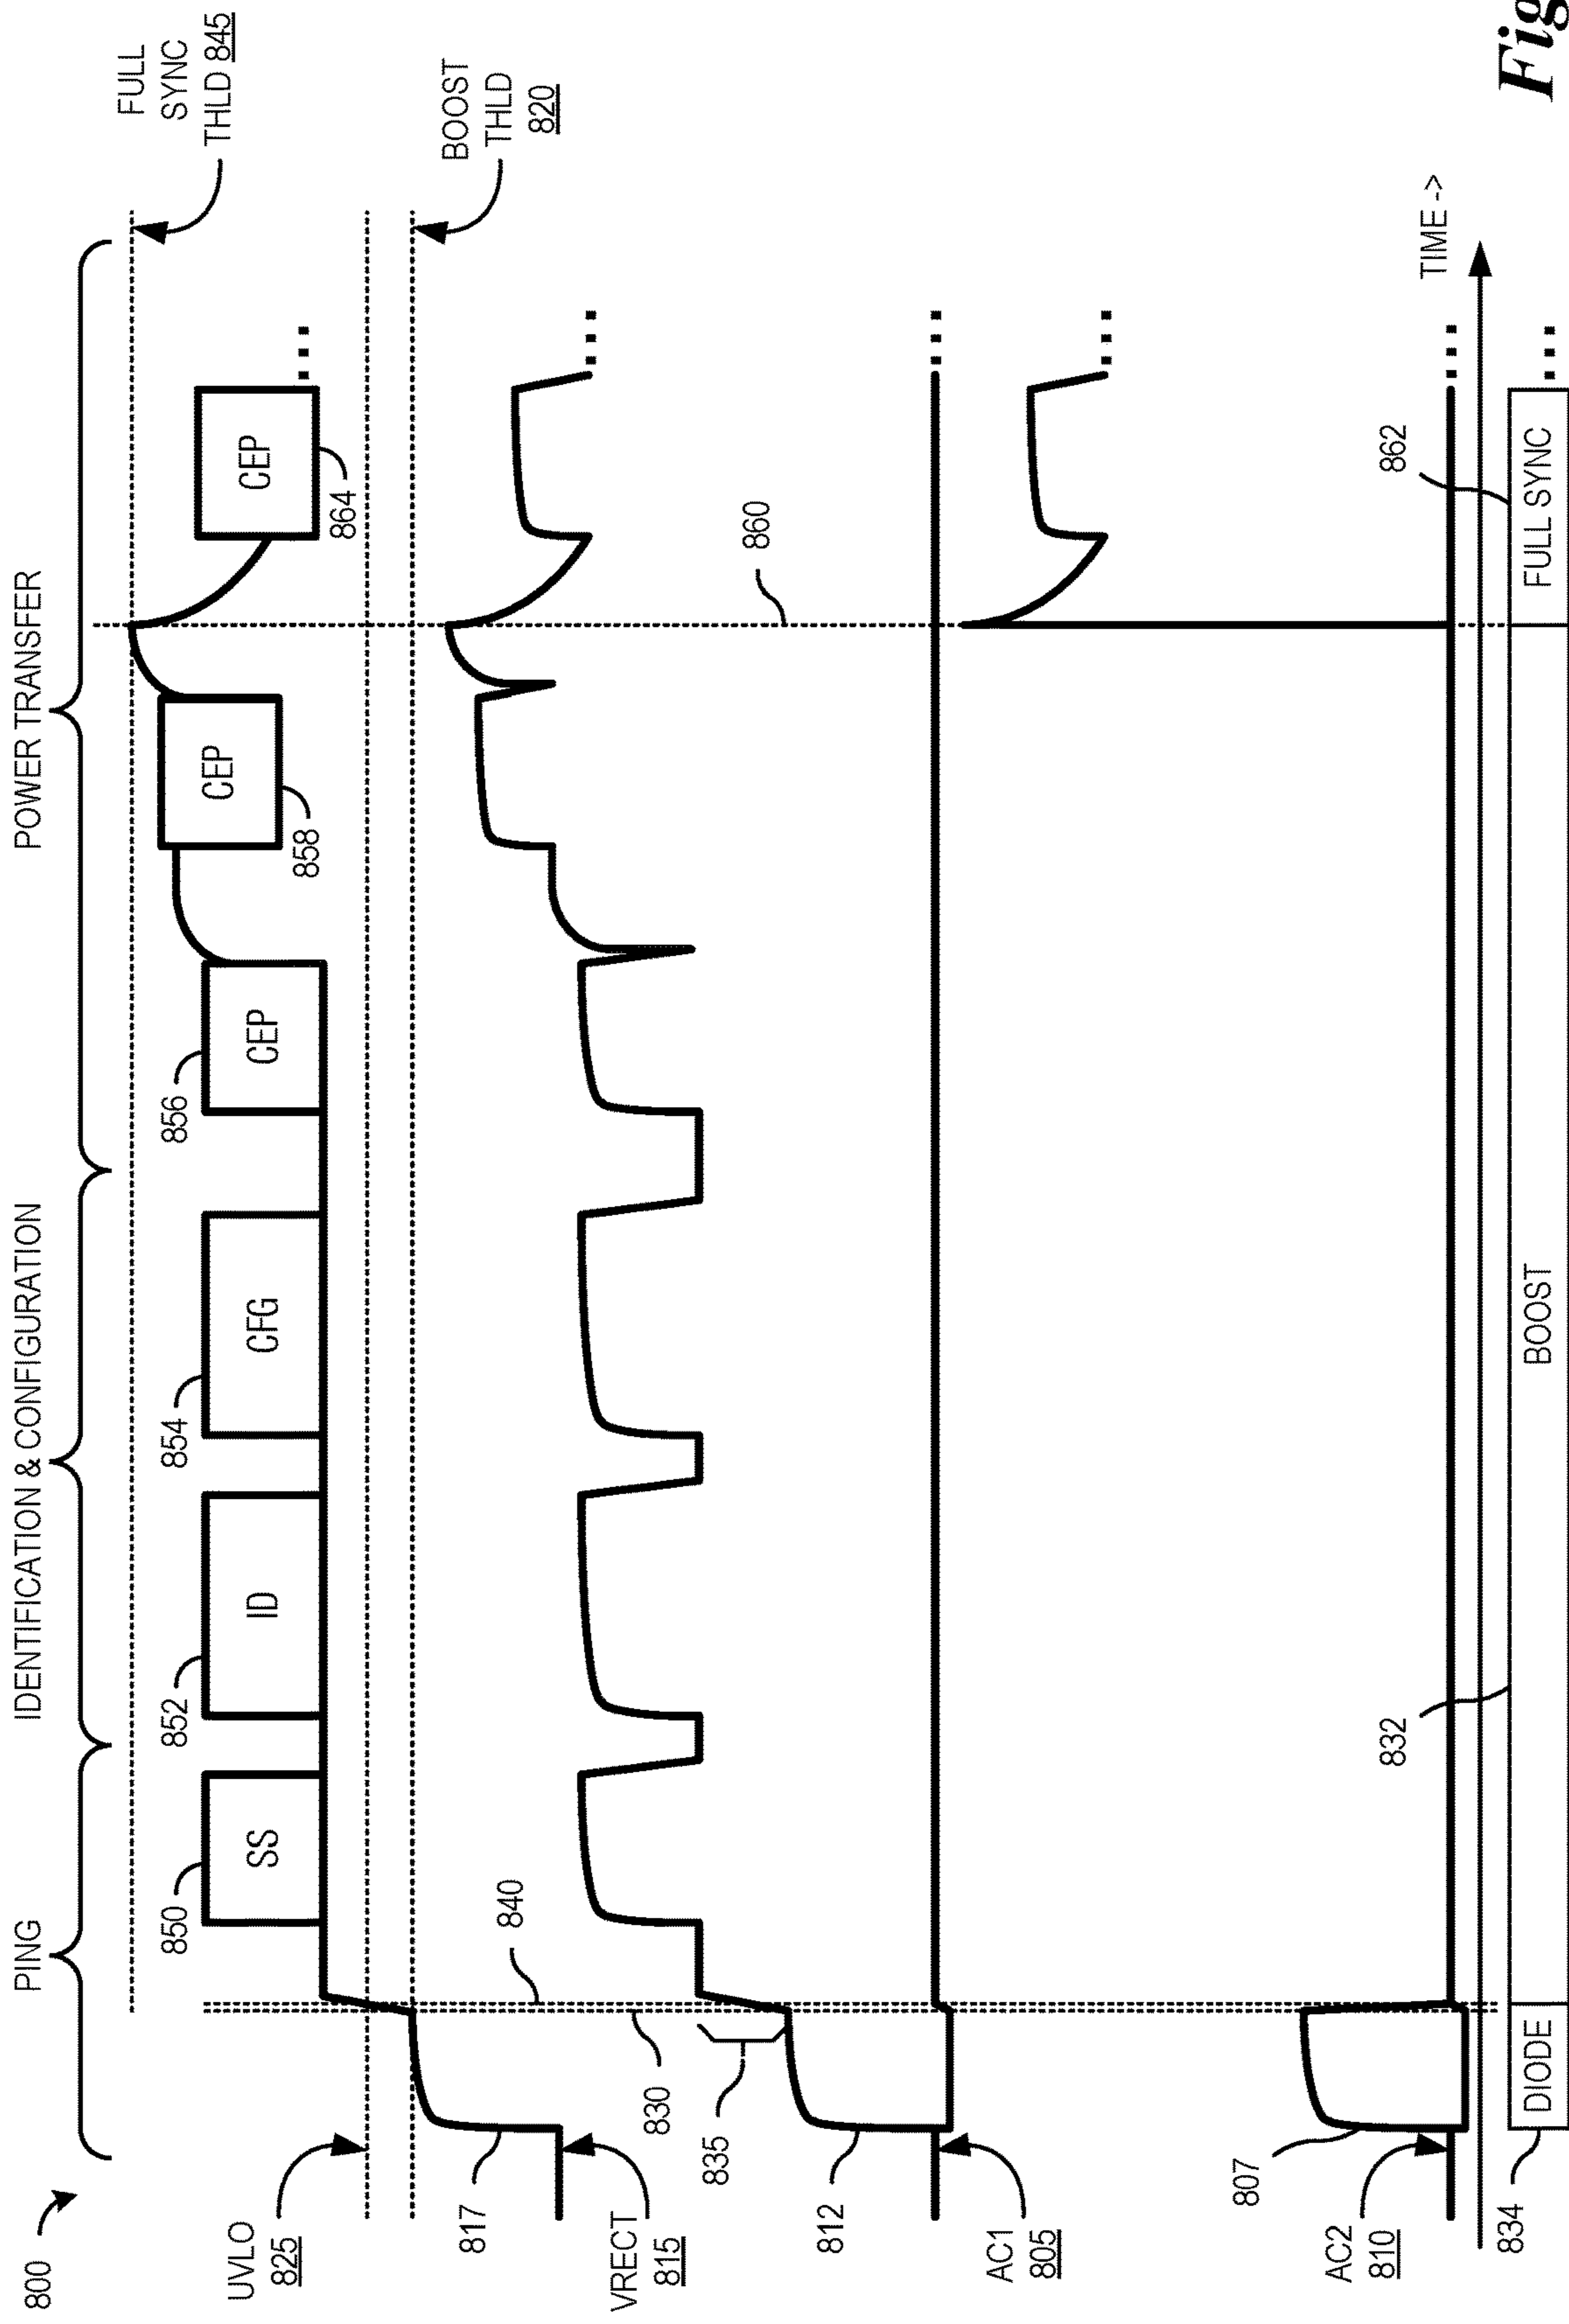 800
PING
IDENTIFICATION & CONFIGURATION
POWER TRANSFER
FULL
SYNC
THLD 845
850
852
854
856
SS
ID
CFG
CEP
CEP
CEP
858
864
UVLO
825
BOOST
THLD
820
817
840
VRECT
815
830
835
860
812
AC1
805
807
AC2
810
832
862
TIME ->
834
DIODE
BOOST
FULL SYNC
Fig